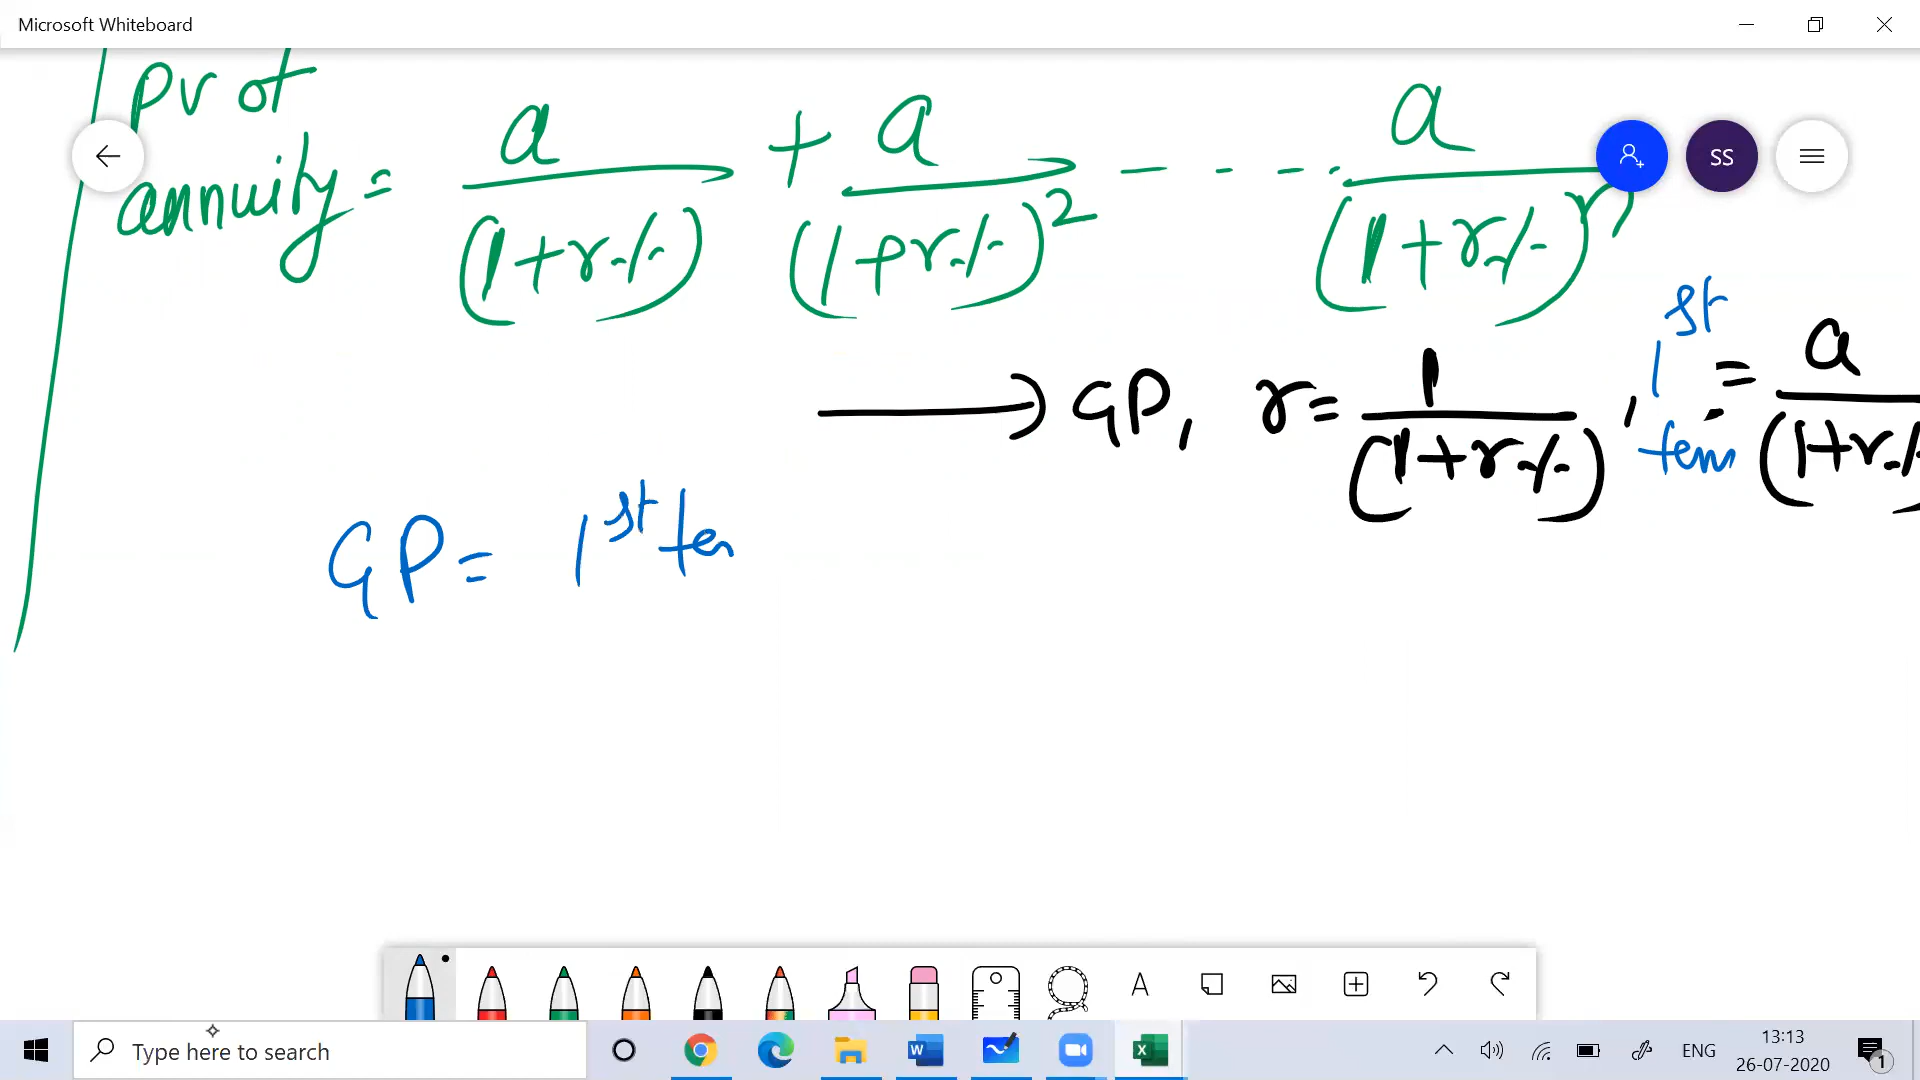 Microsoft Whiteboard
PV of
annuity = a/(1+r%) + a/(1+r%)^2 - - - -. a/(1+r%)^n
SS
→ GP, r = 1/(1+r%), 1st term = a/(1+r%
GP = 1st ter
A
Type here to search
ENG
13:13
26-07-2020
1